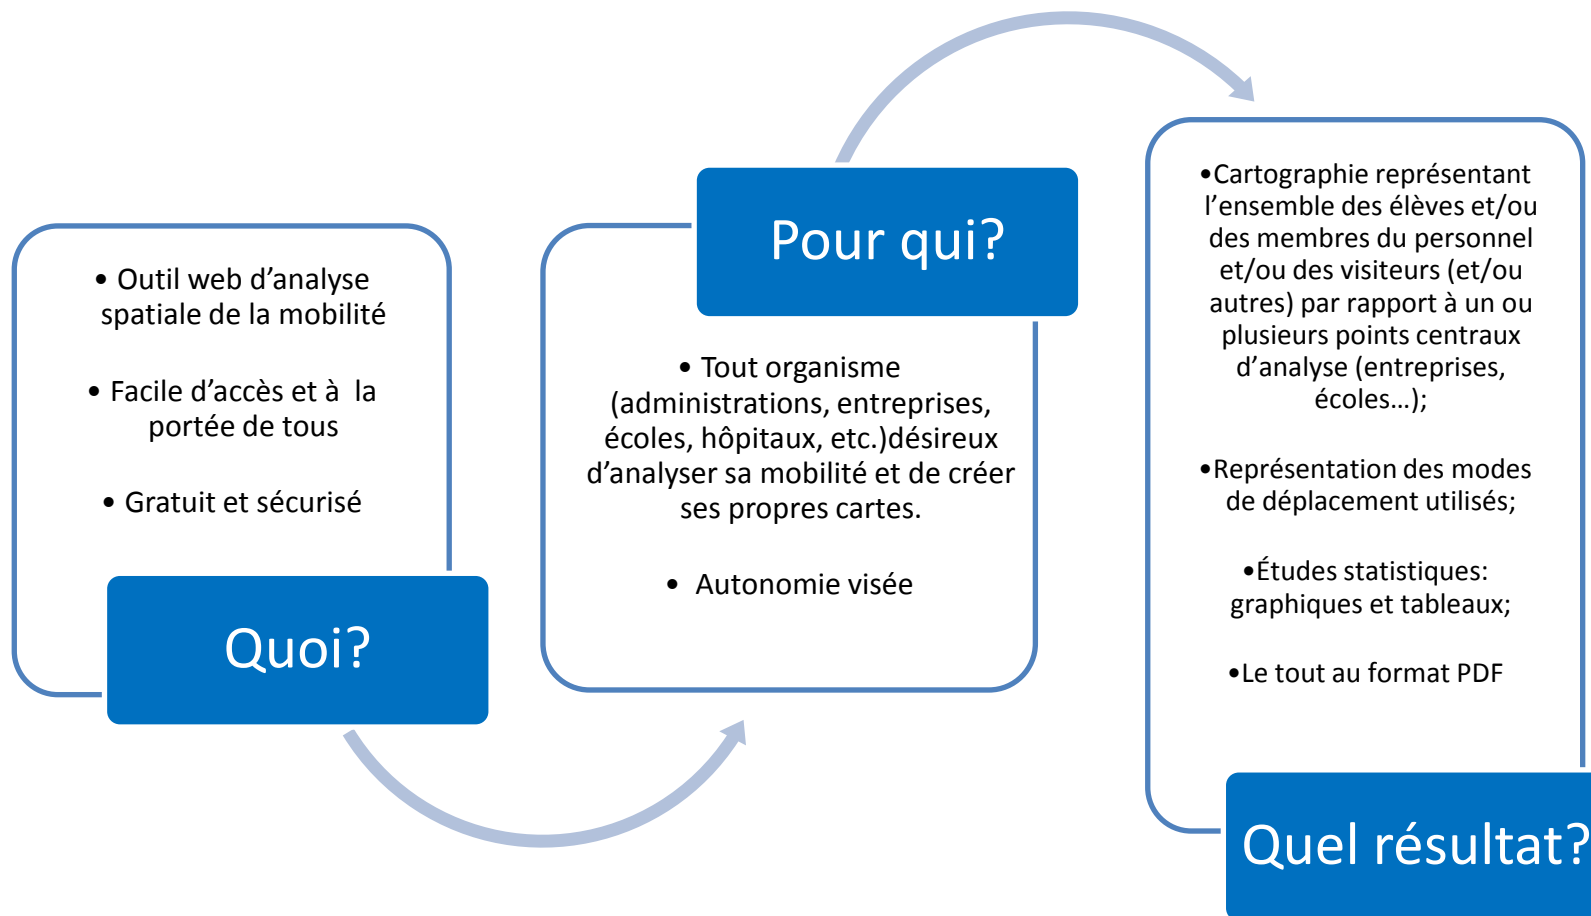 • Outil web d’analyse
spatiale de la mobilité
• Facile d’accès et à  la
portée de tous
• Gratuit et sécurisé
Quoi?
Pour qui?
• Tout organisme
(administrations, entreprises,
écoles, hôpitaux, etc.)désireux
d’analyser sa mobilité et de créer
ses propres cartes.
•  Autonomie visée
•Cartographie représentant
l’ensemble des élèves et/ou
des membres du personnel
et/ou des visiteurs (et/ou
autres) par rapport à un ou
plusieurs points centraux
d’analyse (entreprises,
écoles…);
•Représentation des modes
de déplacement utilisés;
•Études statistiques:
graphiques et tableaux;
•Le tout au format PDF
Quel résultat?